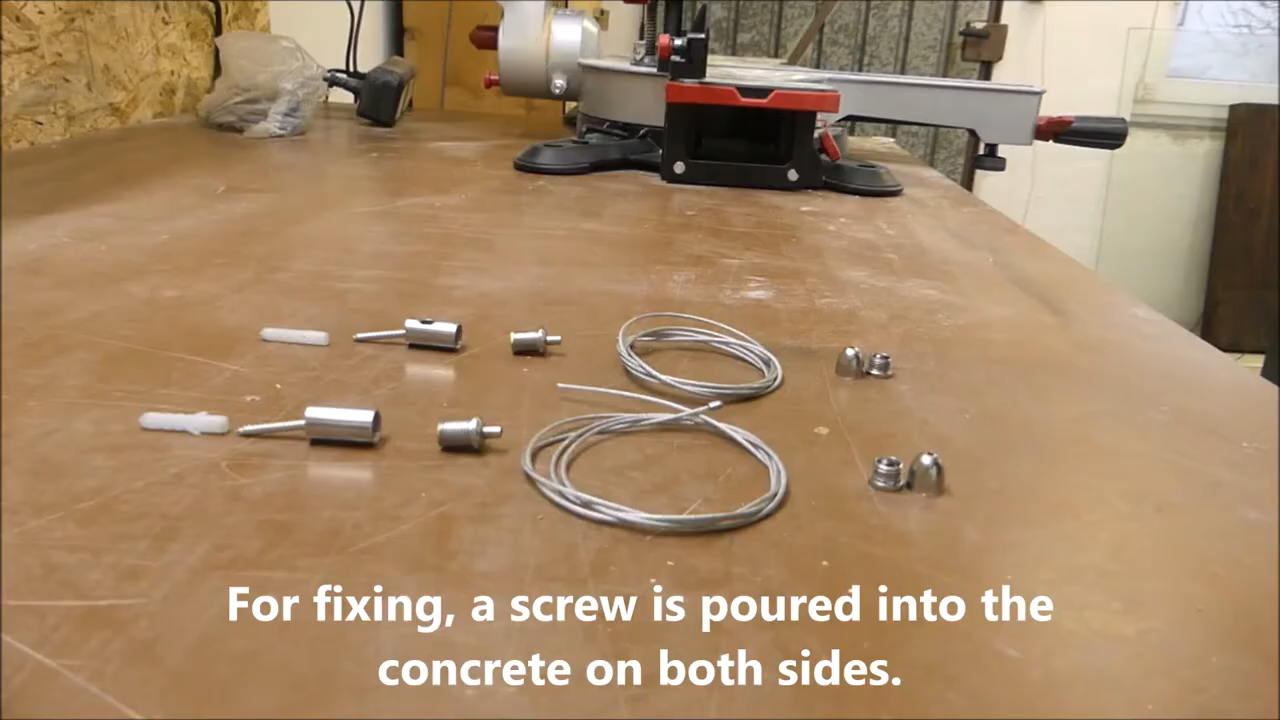 For fixing, a screw is poured into the
concrete on both sides.